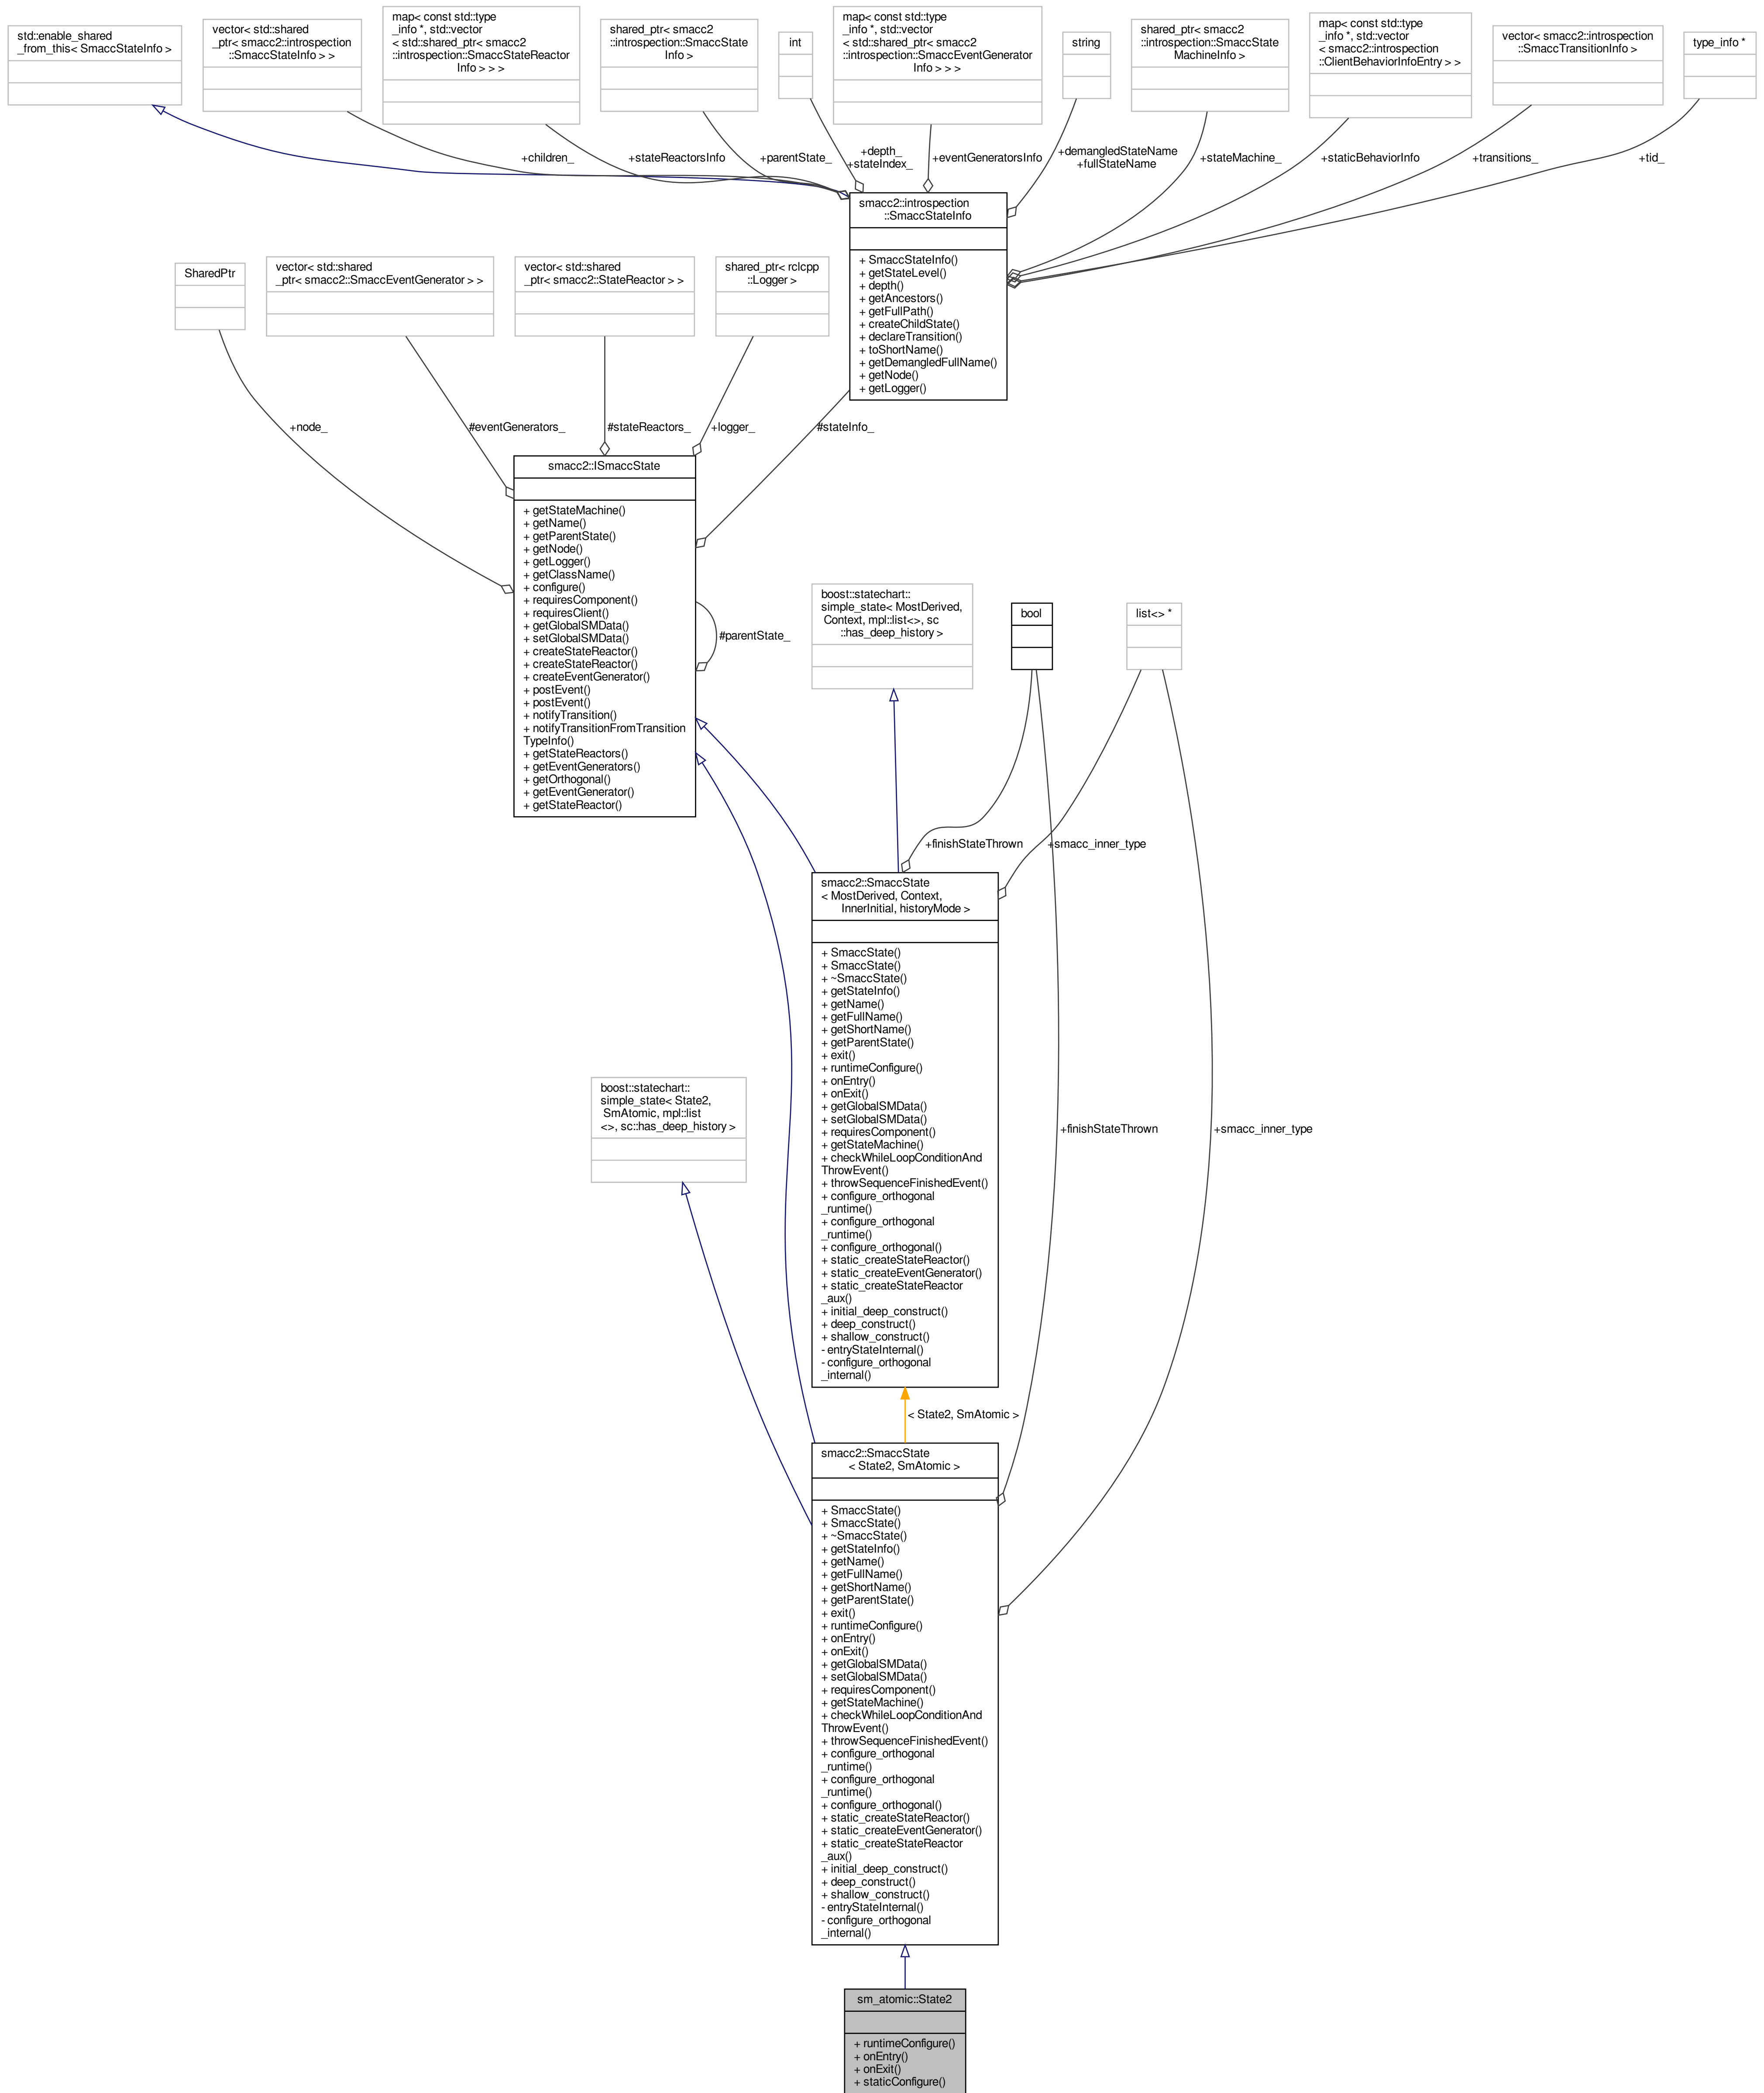 std::enable_shared
_from_this< SmaccStateInfo >
vector< std::shared
_ptr< smacc2::introspection
::SmaccStateInfo > >
map< const std::type
_info *, std::vector
< std::shared_ptr< smacc2
::introspection::SmaccStateReactor
Info > > >
shared_ptr< smacc2
::introspection::SmaccState
Info >
int
map< const std::type
_info *, std::vector
< std::shared_ptr< smacc2
::introspection::SmaccEventGenerator
Info > > >
string
shared_ptr< smacc2
::introspection::SmaccState
MachineInfo >
map< const std::type
_info *, std::vector
< smacc2::introspection
::ClientBehaviorInfoEntry > >
vector< smacc2::introspection
::SmaccTransitionInfo >
type_info *
+children_
+stateReactorsInfo
+parentState_
+depth_
+stateIndex_
+eventGeneratorsInfo
+demangledStateName
+fullStateName
+stateMachine_
+staticBehaviorInfo
+transitions_
+tid_
smacc2::introspection
::SmaccStateInfo
+ SmaccStateInfo()
+ getStateLevel()
+ depth()
+ getAncestors()
+ getFullPath()
+ createChildState()
+ declareTransition()
+ toShortName()
+ getDemangledFullName()
+ getNode()
+ getLogger()
SharedPtr
vector< std::shared
_ptr< smacc2::SmaccEventGenerator > >
vector< std::shared
_ptr< smacc2::StateReactor > >
shared_ptr< rclcpp
::Logger >
+node_
#eventGenerators_
#stateReactors_
+logger_
#stateInfo_
smacc2::ISmaccState
+ getStateMachine()
+ getName()
+ getParentState()
+ getNode()
+ getLogger()
+ getClassName()
+ configure()
+ requiresComponent()
+ requiresClient()
+ getGlobalSMData()
+ setGlobalSMData()
+ createStateReactor()
+ createStateReactor()
+ createEventGenerator()
+ postEvent()
+ postEvent()
+ notifyTransition()
+ notifyTransitionFromTransition
TypeInfo()
+ getStateReactors()
+ getEventGenerators()
+ getOrthogonal()
+ getEventGenerator()
+ getStateReactor()
#parentState_
boost::statechart::
simple_state< MostDerived,
Context, mpl::list<>, sc
::has_deep_history >
bool
list<> *
+finishStateThrown
+smacc_inner_type
smacc2::SmaccState
< MostDerived, Context,
InnerInitial, historyMode >
+ SmaccState()
+ SmaccState()
+ ~SmaccState()
+ getStateInfo()
+ getName()
+ getFullName()
+ getShortName()
+ getParentState()
+ exit()
+ runtimeConfigure()
+ onEntry()
+ onExit()
+ getGlobalSMData()
+ setGlobalSMData()
+ requiresComponent()
+ getStateMachine()
+ checkWhileLoopConditionAnd
ThrowEvent()
+ throwSequenceFinishedEvent()
+ configure_orthogonal
_runtime()
+ configure_orthogonal
_runtime()
+ configure_orthogonal()
+ static_createStateReactor()
+ static_createEventGenerator()
+ static_createStateReactor
_aux()
+ initial_deep_construct()
+ deep_construct()
+ shallow_construct()
- entryStateInternal()
- configure_orthogonal
_internal()
boost::statechart::
simple_state< State2,
SmAtomic, mpl::list
<>, sc::has_deep_history >
+finishStateThrown
+smacc_inner_type
< State2, SmAtomic >
smacc2::SmaccState
< State2, SmAtomic >
+ SmaccState()
+ SmaccState()
+ ~SmaccState()
+ getStateInfo()
+ getName()
+ getFullName()
+ getShortName()
+ getParentState()
+ exit()
+ runtimeConfigure()
+ onEntry()
+ onExit()
+ getGlobalSMData()
+ setGlobalSMData()
+ requiresComponent()
+ getStateMachine()
+ checkWhileLoopConditionAnd
ThrowEvent()
+ throwSequenceFinishedEvent()
+ configure_orthogonal
_runtime()
+ configure_orthogonal
_runtime()
+ configure_orthogonal()
+ static_createStateReactor()
+ static_createEventGenerator()
+ static_createStateReactor
_aux()
+ initial_deep_construct()
+ deep_construct()
+ shallow_construct()
- entryStateInternal()
- configure_orthogonal
_internal()
sm_atomic::State2
+ runtimeConfigure()
+ onEntry()
+ onExit()
+ staticConfigure()